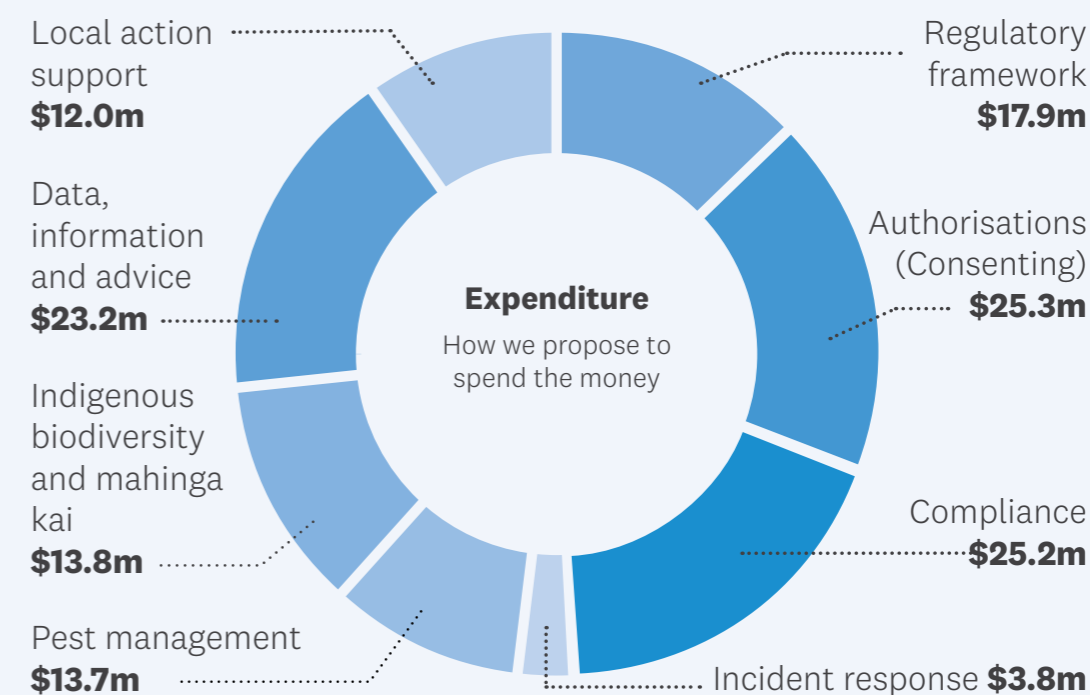 Local action
support
$12.0m
Data,
information
and advice
$23.2m
Indigenous
biodiversity
and mahinga
kai
$13.8m
Pest management
$13.7m
Expenditure
How we propose to
spend the money
Regulatory
framework
$17.9m
Authorisations
(Consenting)
$25.3m
Compliance
$25.2m
Incident response $3.8m